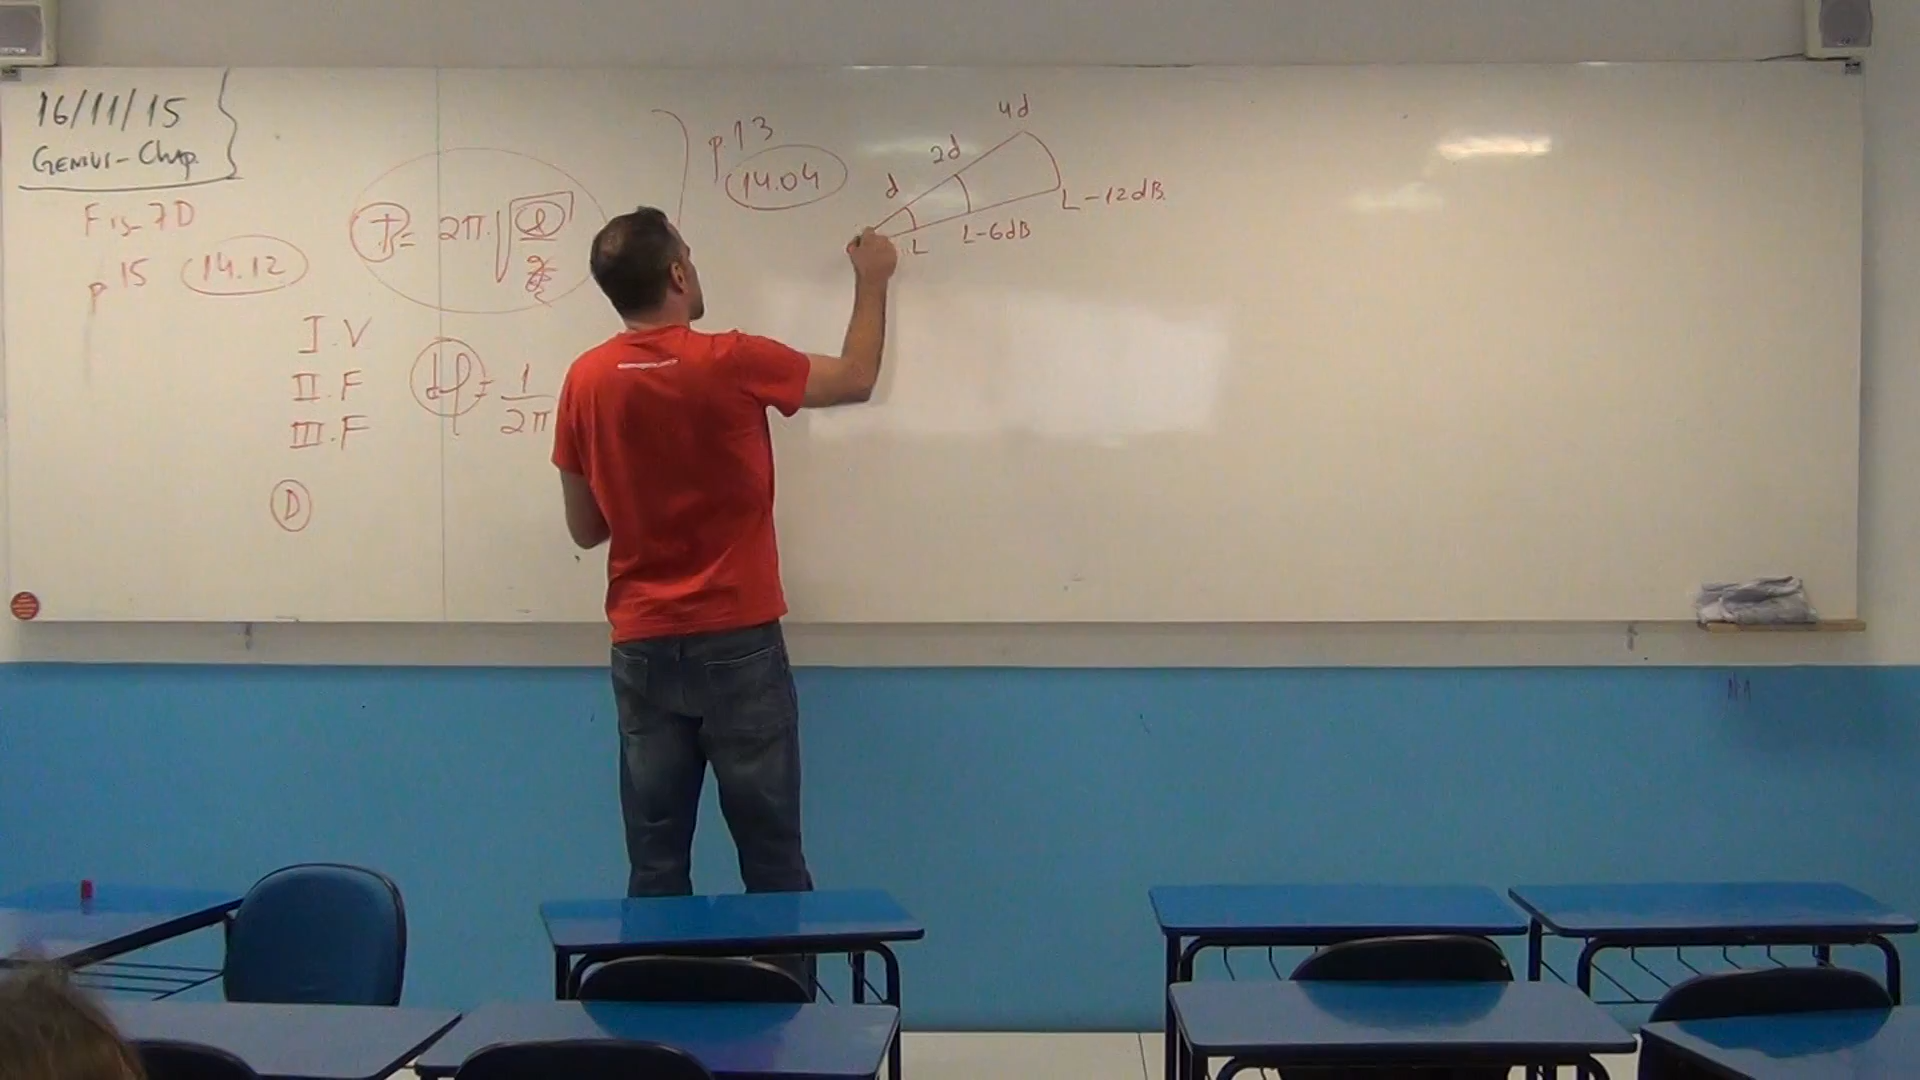 16/11/15
GENIUS - Chap.
Fis-7D
p 15 14.12
I. V
II. F
III. F
D
= 2π. √
= 1
2π
p. 13
14.04
4d
2d
d
L
L-6dB
L-12dB.